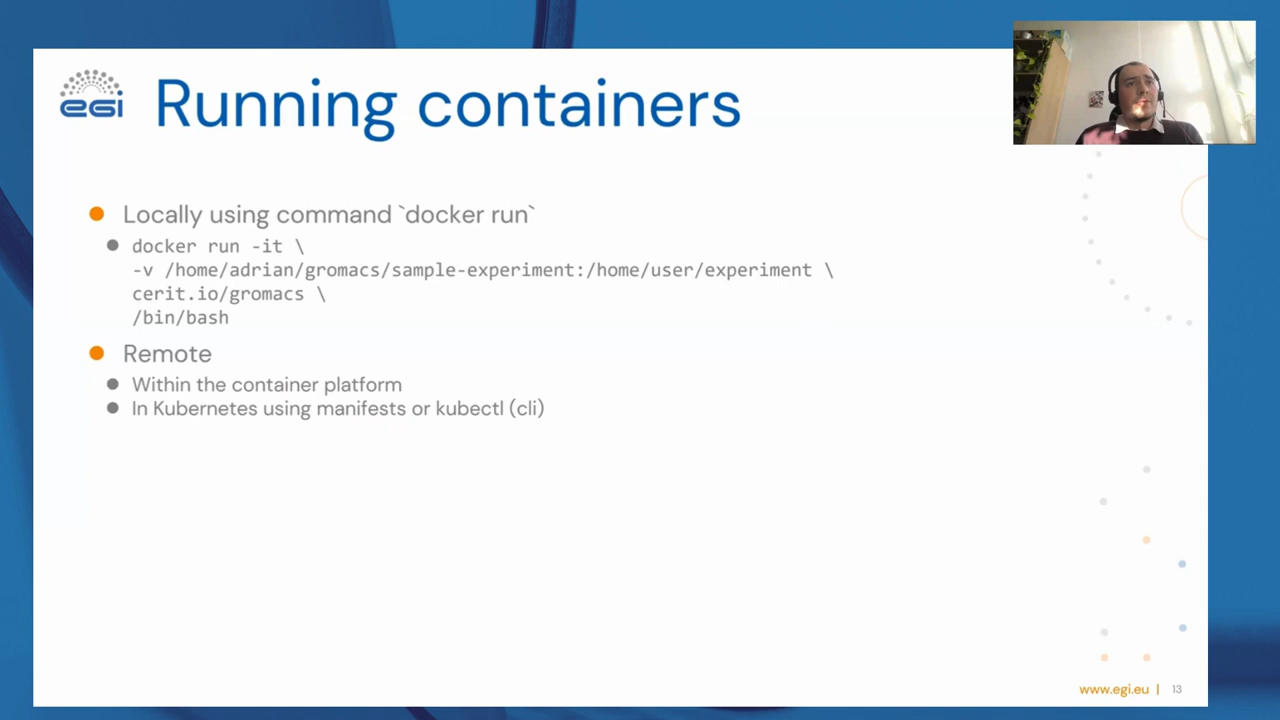 egi
Running containers
Locally using command `docker run`
docker run -it \
-v /home/adrian/gromacs/sample-experiment:/home/user/experiment \
cerit.io/gromacs \
/bin/bash
Remote
Within the container platform
In Kubernetes using manifests or kubectl (cli)
www.egi.eu | 13